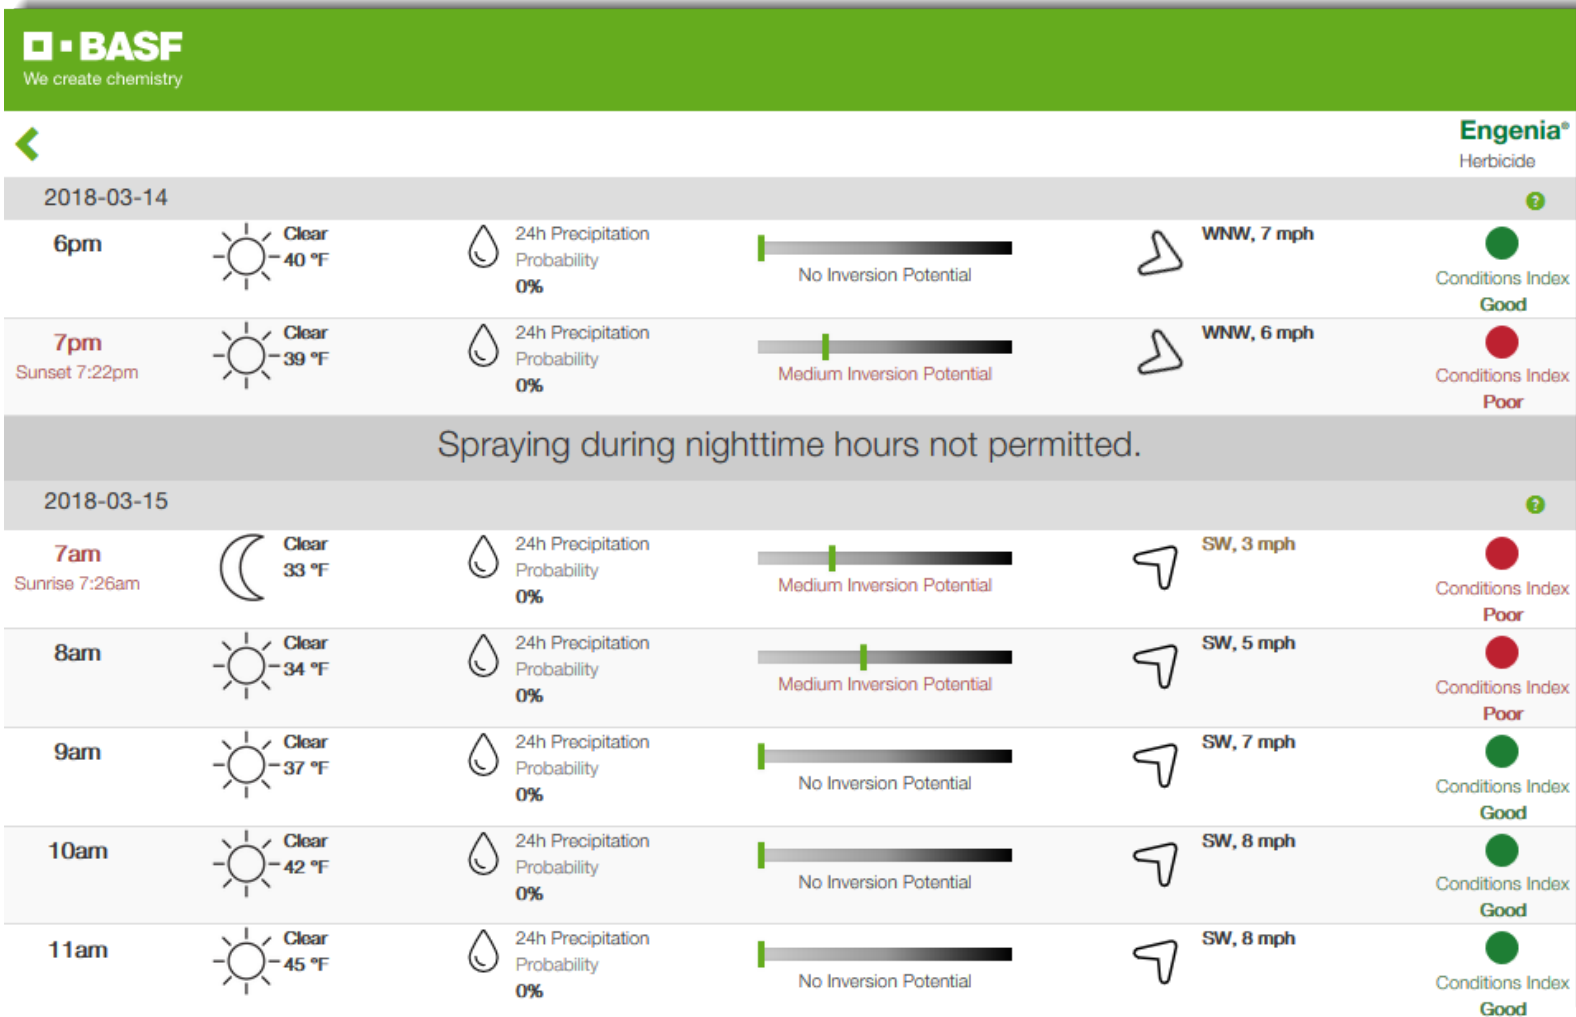 BASF
We create chemistry
Engenia®
Herbicide
2018-03-14
?
6pm
Clear
40 °F
24h Precipitation
Probability
0%
No Inversion Potential
WNW, 7 mph
Conditions Index
Good
7pm
Sunset 7:22pm
Clear
39 °F
24h Precipitation
Probability
0%
Medium Inversion Potential
WNW, 6 mph
Conditions Index
Poor
Spraying during nighttime hours not permitted.
2018-03-15
?
7am
Sunrise 7:26am
Clear
33 °F
24h Precipitation
Probability
0%
Medium Inversion Potential
SW, 3 mph
Conditions Index
Poor
8am
Clear
34 °F
24h Precipitation
Probability
0%
Medium Inversion Potential
SW, 5 mph
Conditions Index
Poor
9am
Clear
37 °F
24h Precipitation
Probability
0%
No Inversion Potential
SW, 7 mph
Conditions Index
Good
10am
Clear
42 °F
24h Precipitation
Probability
0%
No Inversion Potential
SW, 8 mph
Conditions Index
Good
11am
Clear
45 °F
24h Precipitation
Probability
0%
No Inversion Potential
SW, 8 mph
Conditions Index
Good